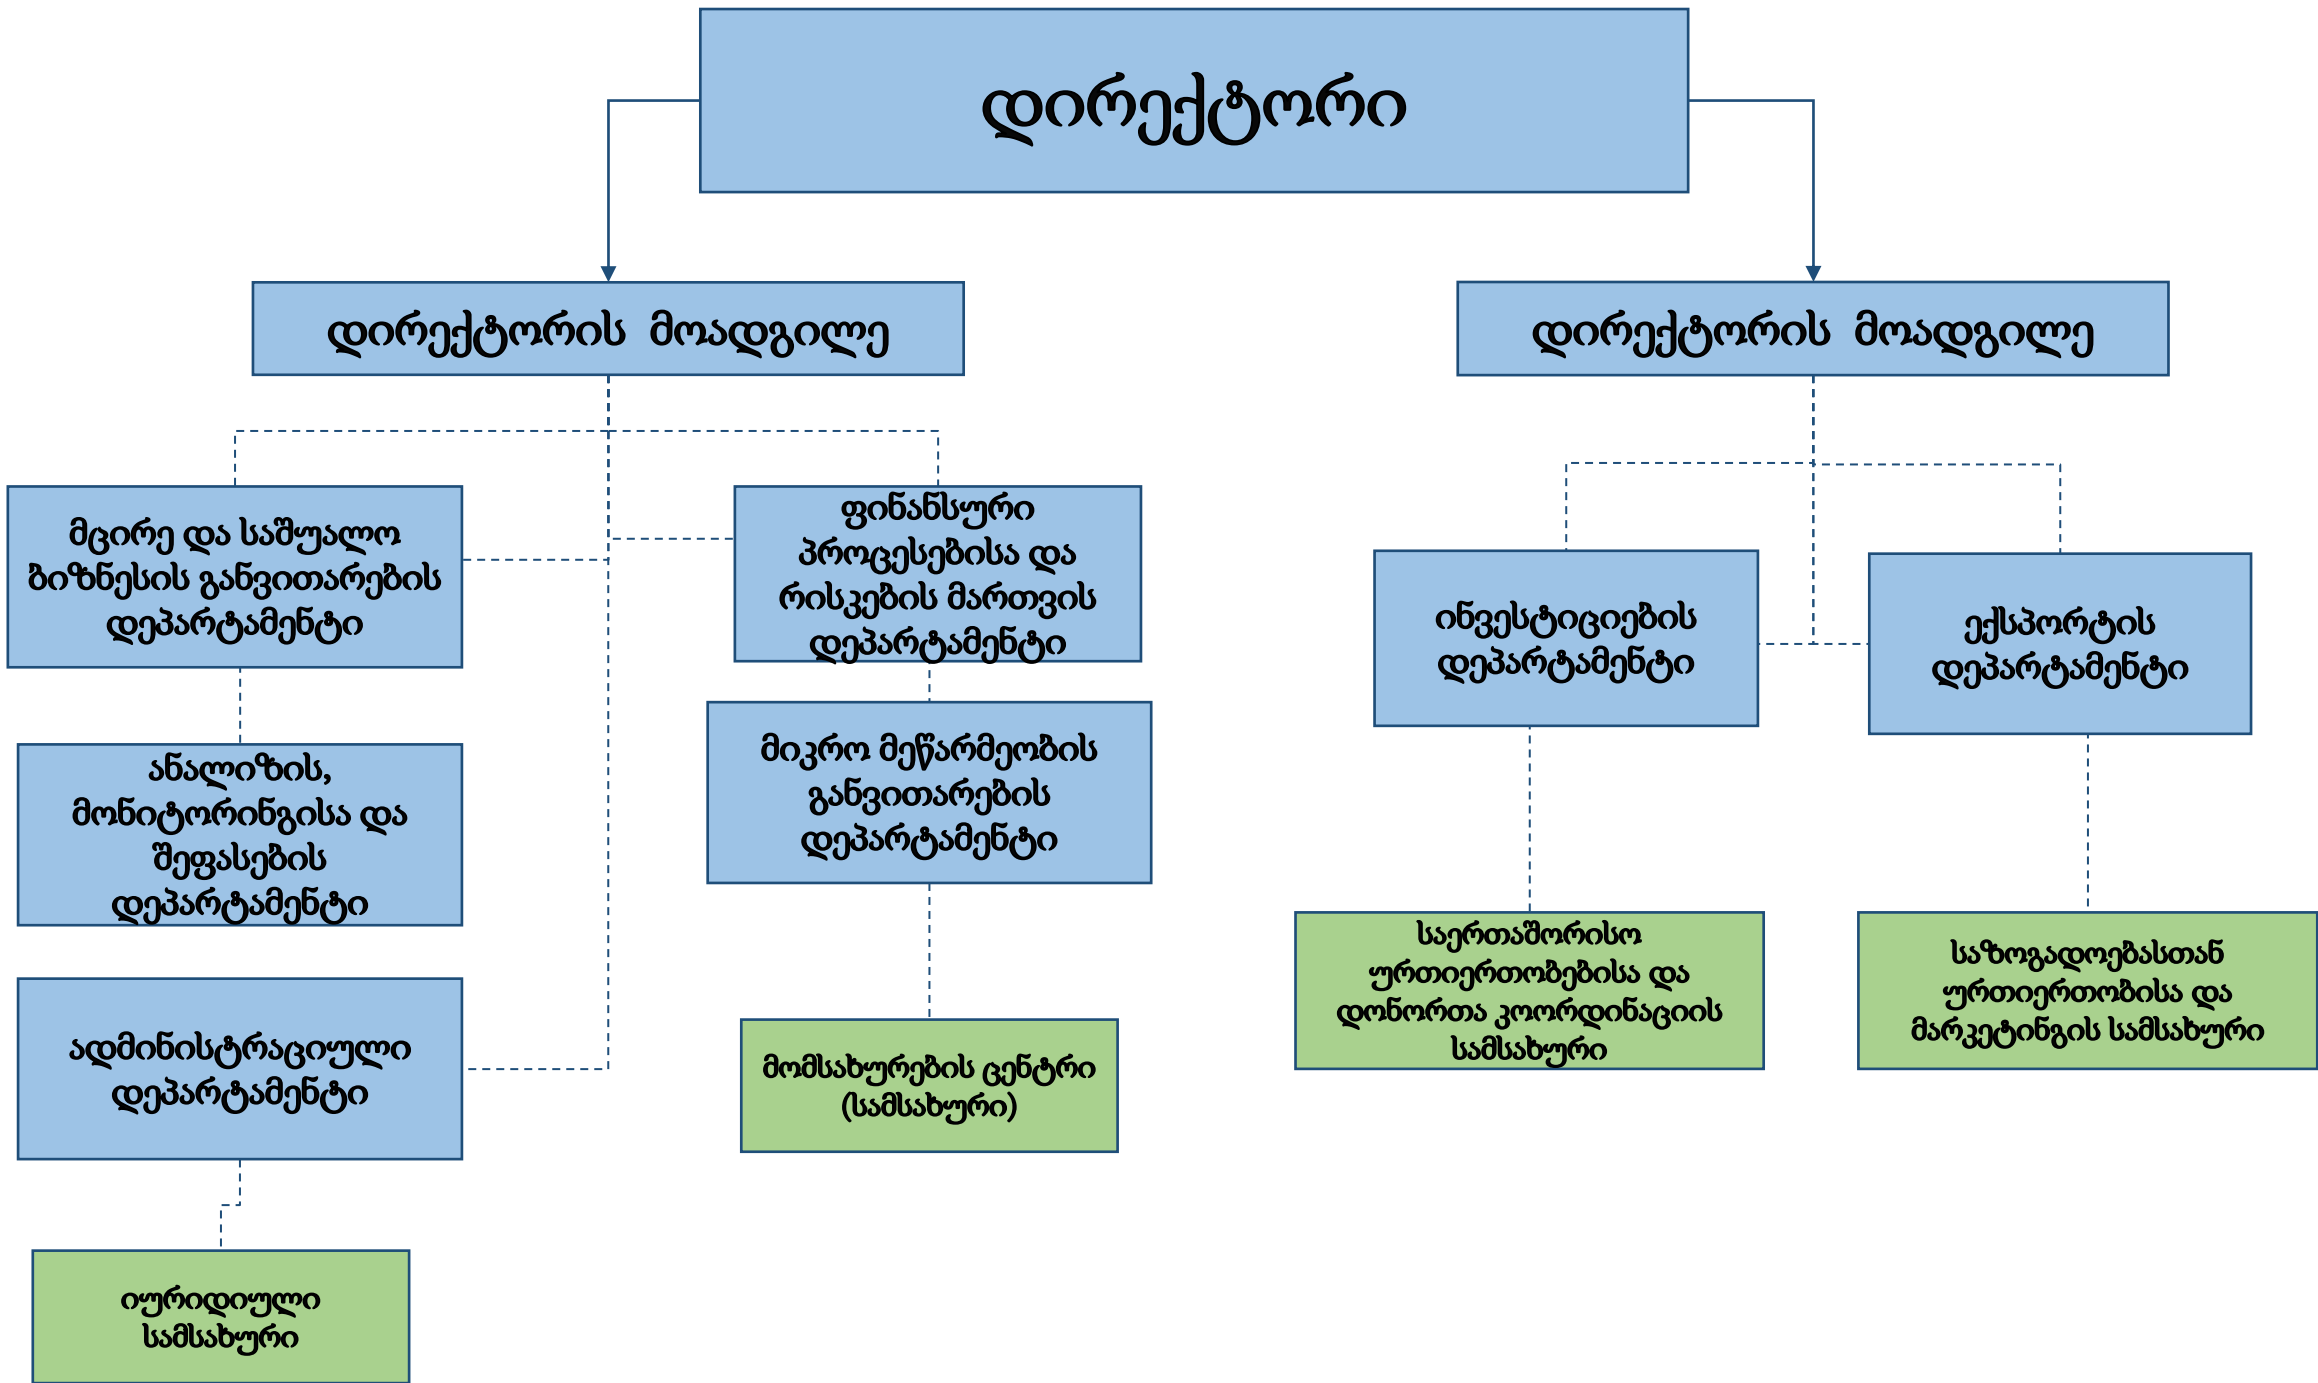 დირექტორი
დირექტორის მოადგილე
დირექტორის მოადგილე
მცირე და საშუალო
ბიზნესის განვითარების
დეპარტამენტი
ფინანსური
პროცესებისა და
რისკების მართვის
დეპარტამენტი
ინვესტიციების
დეპარტამენტი
ექსპორტის
დეპარტამენტი
ანალიზის,
მონიტორინგისა და
შეფასების
დეპარტამენტი
მიკრო მეწარმეობის
განვითარების
დეპარტამენტი
საერთაშორისო
ურთიერთობებისა და
დონორთა კოორდინაციის
სამსახური
საზოგადოებასთან
ურთიერთობისა და
მარკეტინგის სამსახური
ადმინისტრაციული
დეპარტამენტი
მომსახურების ცენტრი
(სამსახური)
იურიდიული
სამსახური